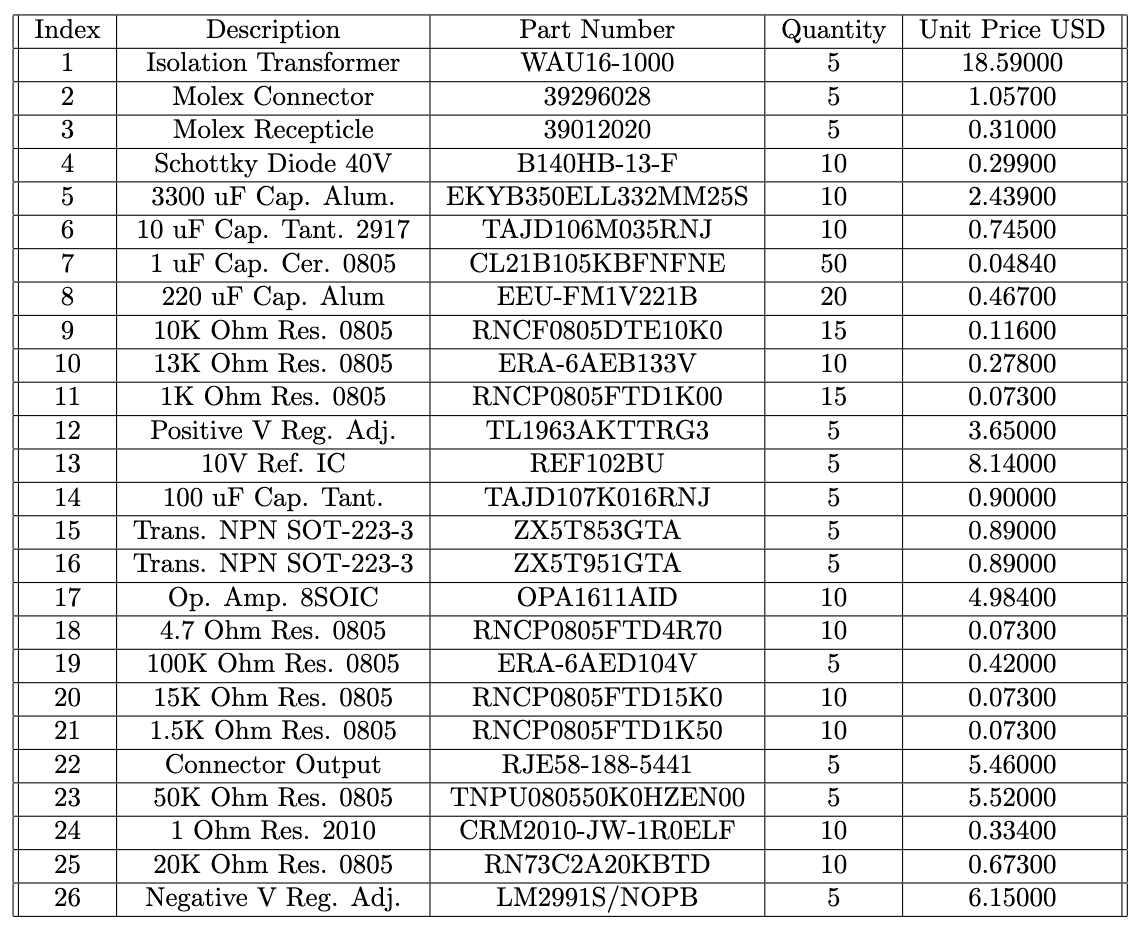 Index Description Part Number Quantity Unit Price USD
1 Isolation Transformer WAU16-1000 5 18.59000
2 Molex Connector 39296028 5 1.05700
3 Molex Recepticle 39012020 5 0.31000
4 Schottky Diode 40V B140HB-13-F 10 0.29900
5 3300 uF Cap. Alum. EKYB350ELL332MM25S 10 2.43900
6 10 uF Cap. Tant. 2917 TAJD106M035RNJ 10 0.74500
7 1 uF Cap. Cer. 0805 CL21B105KBFNFNE 50 0.04840
8 220 uF Cap. Alum EEU-FM1V221B 20 0.46700
9 10K Ohm Res. 0805 RNCF0805DTE10K0 15 0.11600
10 13K Ohm Res. 0805 ERA-6AEB133V 10 0.27800
11 1K Ohm Res. 0805 RNCP0805FTD1K00 15 0.07300
12 Positive V Reg. Adj. TL1963AKTTRG3 5 3.65000
13 10V Ref. IC REF102BU 5 8.14000
14 100 uF Cap. Tant. TAJD107K016RNJ 5 0.90000
15 Trans. NPN SOT-223-3 ZX5T853GTA 5 0.89000
16 Trans. NPN SOT-223-3 ZX5T951GTA 5 0.89000
17 Op. Amp. 8SOIC OPA1611AID 10 4.98400
18 4.7 Ohm Res. 0805 RNCP0805FTD4R70 10 0.07300
19 100K Ohm Res. 0805 ERA-6AED104V 5 0.42000
20 15K Ohm Res. 0805 RNCP0805FTD15K0 10 0.07300
21 1.5K Ohm Res. 0805 RNCP0805FTD1K50 10 0.07300
22 Connector Output RJE58-188-5441 5 5.46000
23 50K Ohm Res. 0805 TNPU080550K0HZEN00 5 5.52000
24 1 Ohm Res. 2010 CRM2010-JW-1R0ELF 10 0.33400
25 20K Ohm Res. 0805 RN73C2A20KBTD 10 0.67300
26 Negative V Reg. Adj. LM2991S/NOPB 5 6.15000